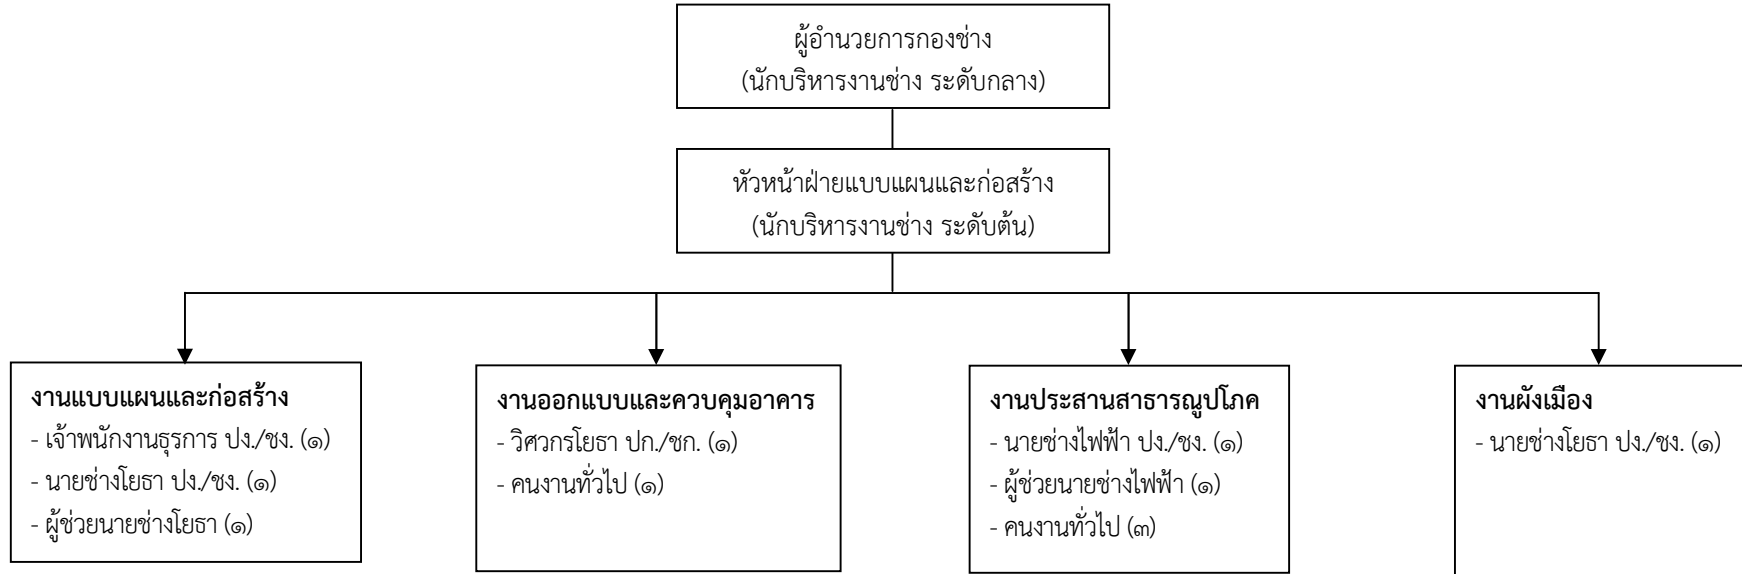 ผู้อำนวยการกองช่าง
(นักบริหารงานช่าง ระดับกลาง)
หัวหน้าฝ่ายแบบแผนและก่อสร้าง
(นักบริหารงานช่าง ระดับต้น)
งานแบบแผนและก่อสร้าง
- เจ้าพนักงานธุรการ ปง./ชง. (๑)
- นายช่างโยธา ปง./ชง. (๑)
- ผู้ช่วยนายช่างโยธา (๑)
งานออกแบบและควบคุมอาคาร
- วิศวกรโยธา ปก./ชก. (๑)
- คนงานทั่วไป (๑)
งานประสานสาธารณูปโภค
- นายช่างไฟฟ้า ปง./ชง. (๑)
- ผู้ช่วยนายช่างไฟฟ้า (๑)
- คนงานทั่วไป (๓)
งานผังเมือง
- นายช่างโยธา ปง./ชง. (๑)